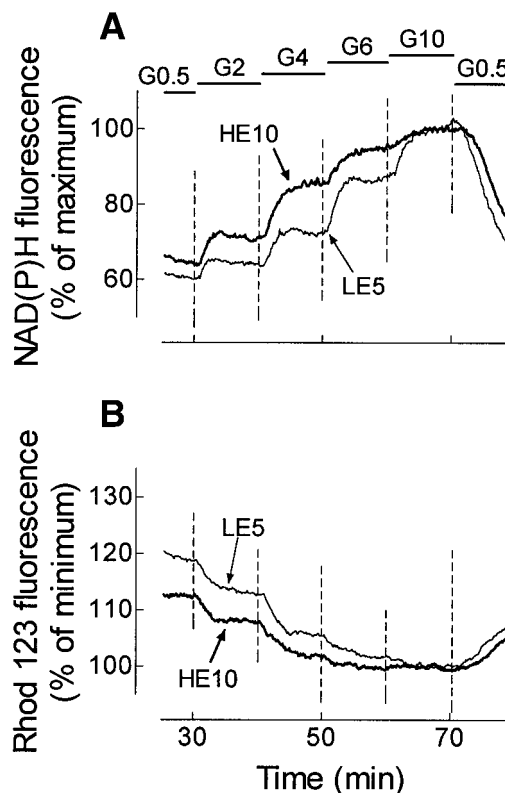 A
G0.5 G2 G4 G6 G10 G0.5
NAD(P)H fluorescence
(% of maximum)
100
80
60
HE10
LE5
B
Rhod 123 fluorescence
(% of minimum)
130
120
110
100
LE5
HE10
30 50 70
Time (min)